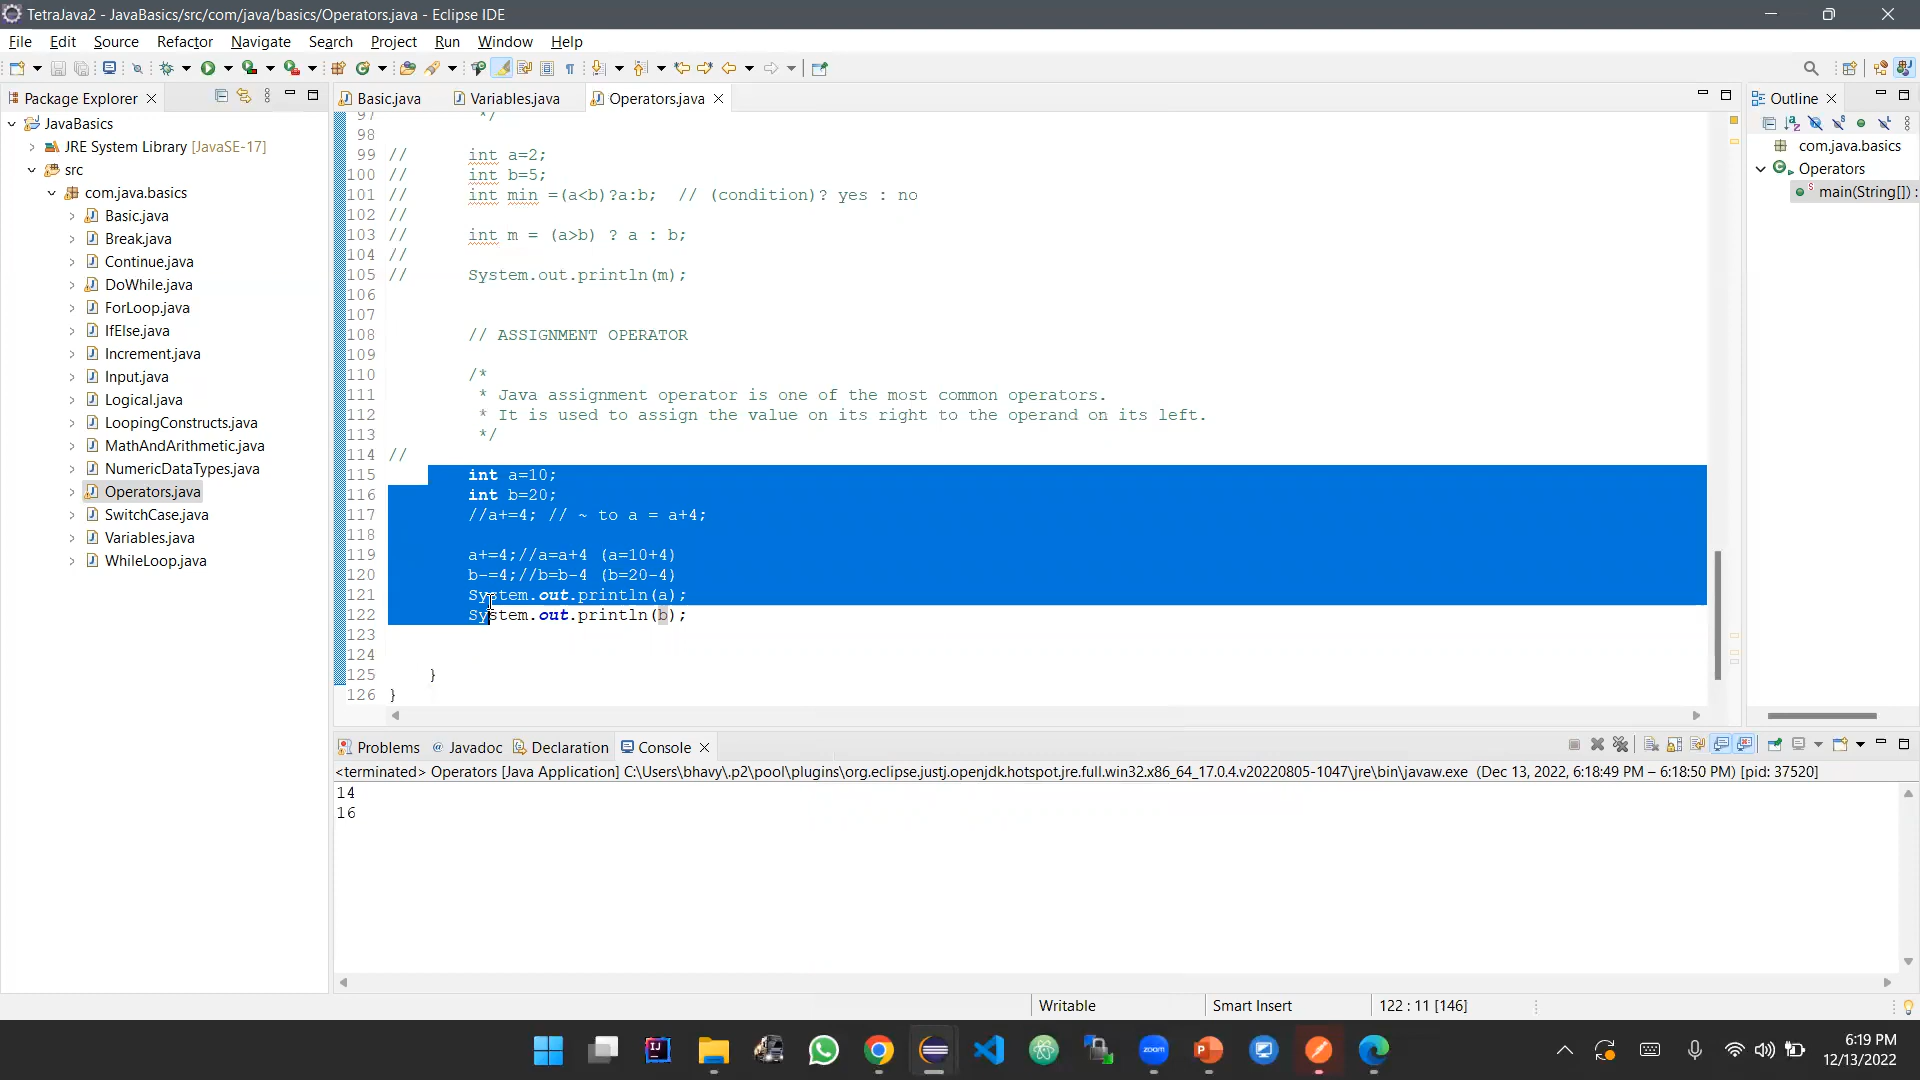 TetraJava2 - JavaBasics/src/com/java/basics/Operators.java - Eclipse IDE
File Edit Source Refactor Navigate Search Project Run Window Help
Package Explorer
JavaBasics
JRE System Library [JavaSE-17]
src
com.java.basics
Basic.java
Break.java
Continue.java
DoWhile.java
ForLoop.java
IfElse.java
Increment.java
Input.java
Logical.java
LoopingConstructs.java
MathAndArithmetic.java
NumericDataTypes.java
Operators.java
SwitchCase.java
Variables.java
WhileLoop.java
Basic.java Variables.java Operators.java
97 */
98
99 // int a=2;
100 // int b=5;
101 // int min =(a<b)?a:b; // (condition)? yes : no
102 //
103 // int m = (a>b) ? a : b;
104 //
105 // System.out.println(m);
106
107
108 // ASSIGNMENT OPERATOR
109
110 /*
111 * Java assignment operator is one of the most common operators.
112 * It is used to assign the value on its right to the operand on its left.
113 */
114 //
115 int a=10;
116 int b=20;
117 //a+=4; // ~ to a = a+4;
118
119 a+=4;//a=a+4 (a=10+4)
120 b-=4;//b=b-4 (b=20-4)
121 System.out.println(a);
122 System.out.println(b);
123
124
125 }
126 }
Outline
com.java.basics
Operators
main(String[]) :
Problems @ Javadoc Declaration Console
<terminated> Operators [Java Application] C:\Users\bhavy\.p2\pool\plugins\org.eclipse.justj.openjdk.hotspot.jre.full.win32.x86_64_17.0.4.v20220805-1047\jre\bin\javaw.exe (Dec 13, 2022, 6:18:49 PM – 6:18:50 PM) [pid: 37520]
14
16
Writable Smart Insert 122 : 11 [146]
zoom
6:19 PM
12/13/2022